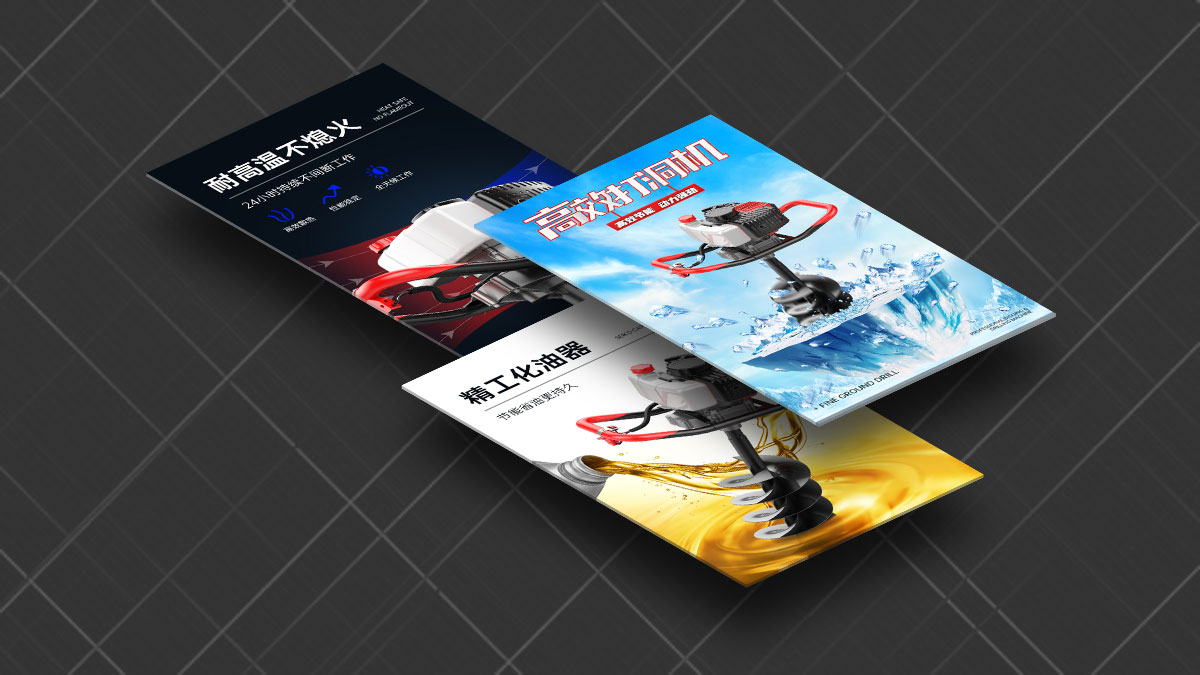 耐高温不熄火
HEAT SAFE
NO FLAMEOUT
24小时持续不间断工作
高效散热
性能稳定
全天候工作
高效打洞机
高效节能 动力强劲
FINE GROUND DRILL
精工化油器
节能省油更持久